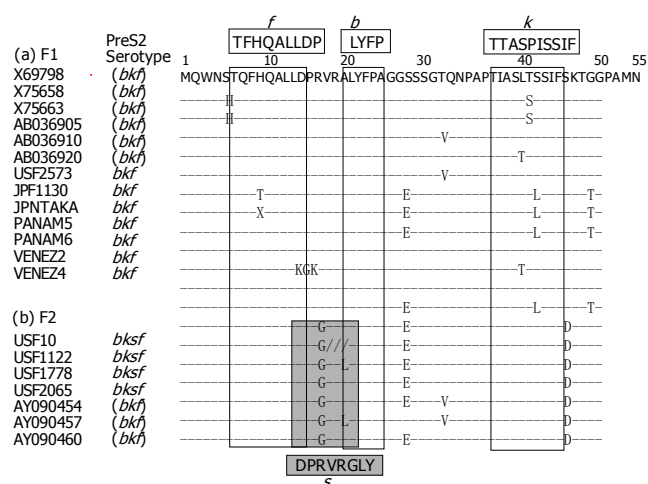 f b k
TFHQALLDP LYFP TTASPISSIF
PreS2
(a) F1 Serotype 1 10 20 30 40 50 55
X69798 (bkf) MQWNSTQFHQALLDPRVRALYFPAGGSSSGTQNPAPTIASLTSSIFSKTGGPAMN
X75658 (bkf) H S
X75663 (bkf) H S
AB036905 (bkf) V
AB036910 (bkf) T
AB036920 (bkf) V
USF2573 bkf
JPF1130 bkf T E L T
JPNTAKA bkf X E L T
PANAM5 bkf E L T
PANAM6 bkf
VENEZ2 bkf KGK T
VENEZ4 bkf
E L T
(b) F2
G E D
USF10 bksf G/// D
USF1122 bksf G L E D
USF1778 bksf G E D
USF2065 bksf G E V D
AY090454 (bkf) G L V D
AY090457 (bkf) G E D
AY090460 (bkf)
DPRVRGLY
s